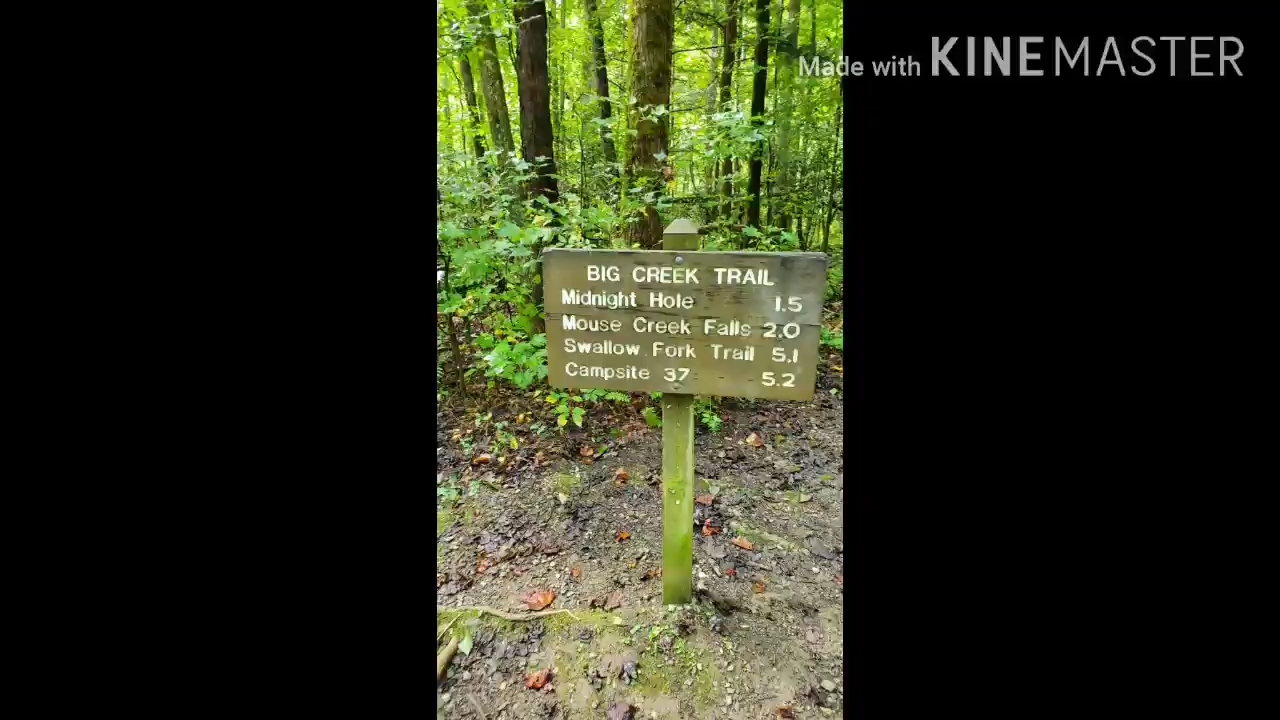 Made with KINEMASTER
BIG CREEK TRAIL
Midnight Hole 1.5
Mouse Creek Falls 2.0
Swallow Fork Trail 5.1
Campsite 37 5.2